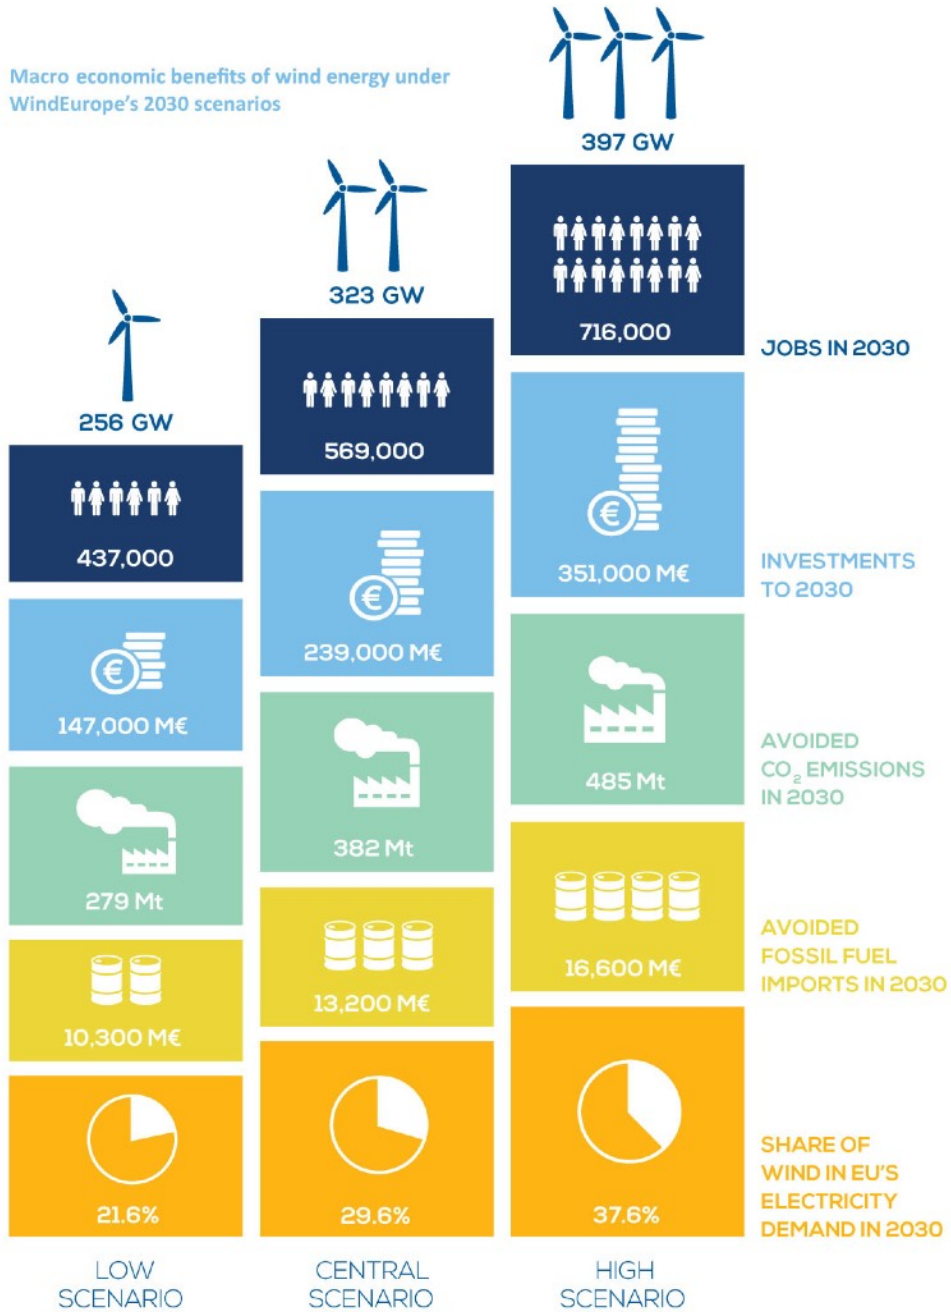 Macro economic benefits of wind energy under
WindEurope's 2030 scenarios
397 GW
323 GW
256 GW
716,000
JOBS IN 2030
569,000
437,000
€
351,000 M€
INVESTMENTS
TO 2030
€
239,000 M€
€
147,000 M€
485 Mt
AVOIDED
CO₂ EMISSIONS
IN 2030
382 Mt
279 Mt
16,600 M€
AVOIDED
FOSSIL FUEL
IMPORTS IN 2030
13,200 M€
10,300 M€
37.6%
SHARE OF
WIND IN EU'S
ELECTRICITY
DEMAND IN 2030
29.6%
21.6%
LOW
SCENARIO
CENTRAL
SCENARIO
HIGH
SCENARIO